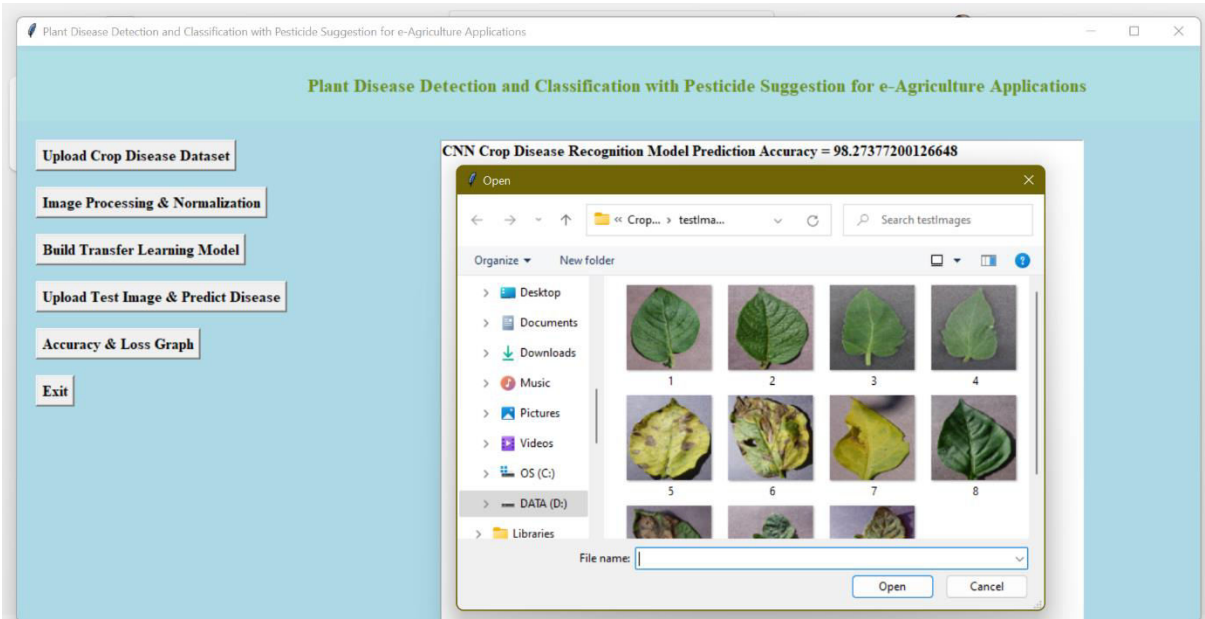 Plant Disease Detection and Classification with Pesticide Suggestion for e-Agriculture Applications
Plant Disease Detection and Classification with Pesticide Suggestion for e-Agriculture Applications
Upload Crop Disease Dataset
Image Processing & Normalization
Build Transfer Learning Model
Upload Test Image & Predict Disease
Accuracy & Loss Graph
Exit
CNN Crop Disease Recognition Model Prediction Accuracy = 98.27377200126648
Open
« Crop... › testIma...
Search testImages
Organize
New folder
Desktop
Documents
Downloads
Music
Pictures
Videos
OS (C:)
DATA (D:)
Libraries
1 2 3 4
5 6 7 8
File name:
Open Cancel